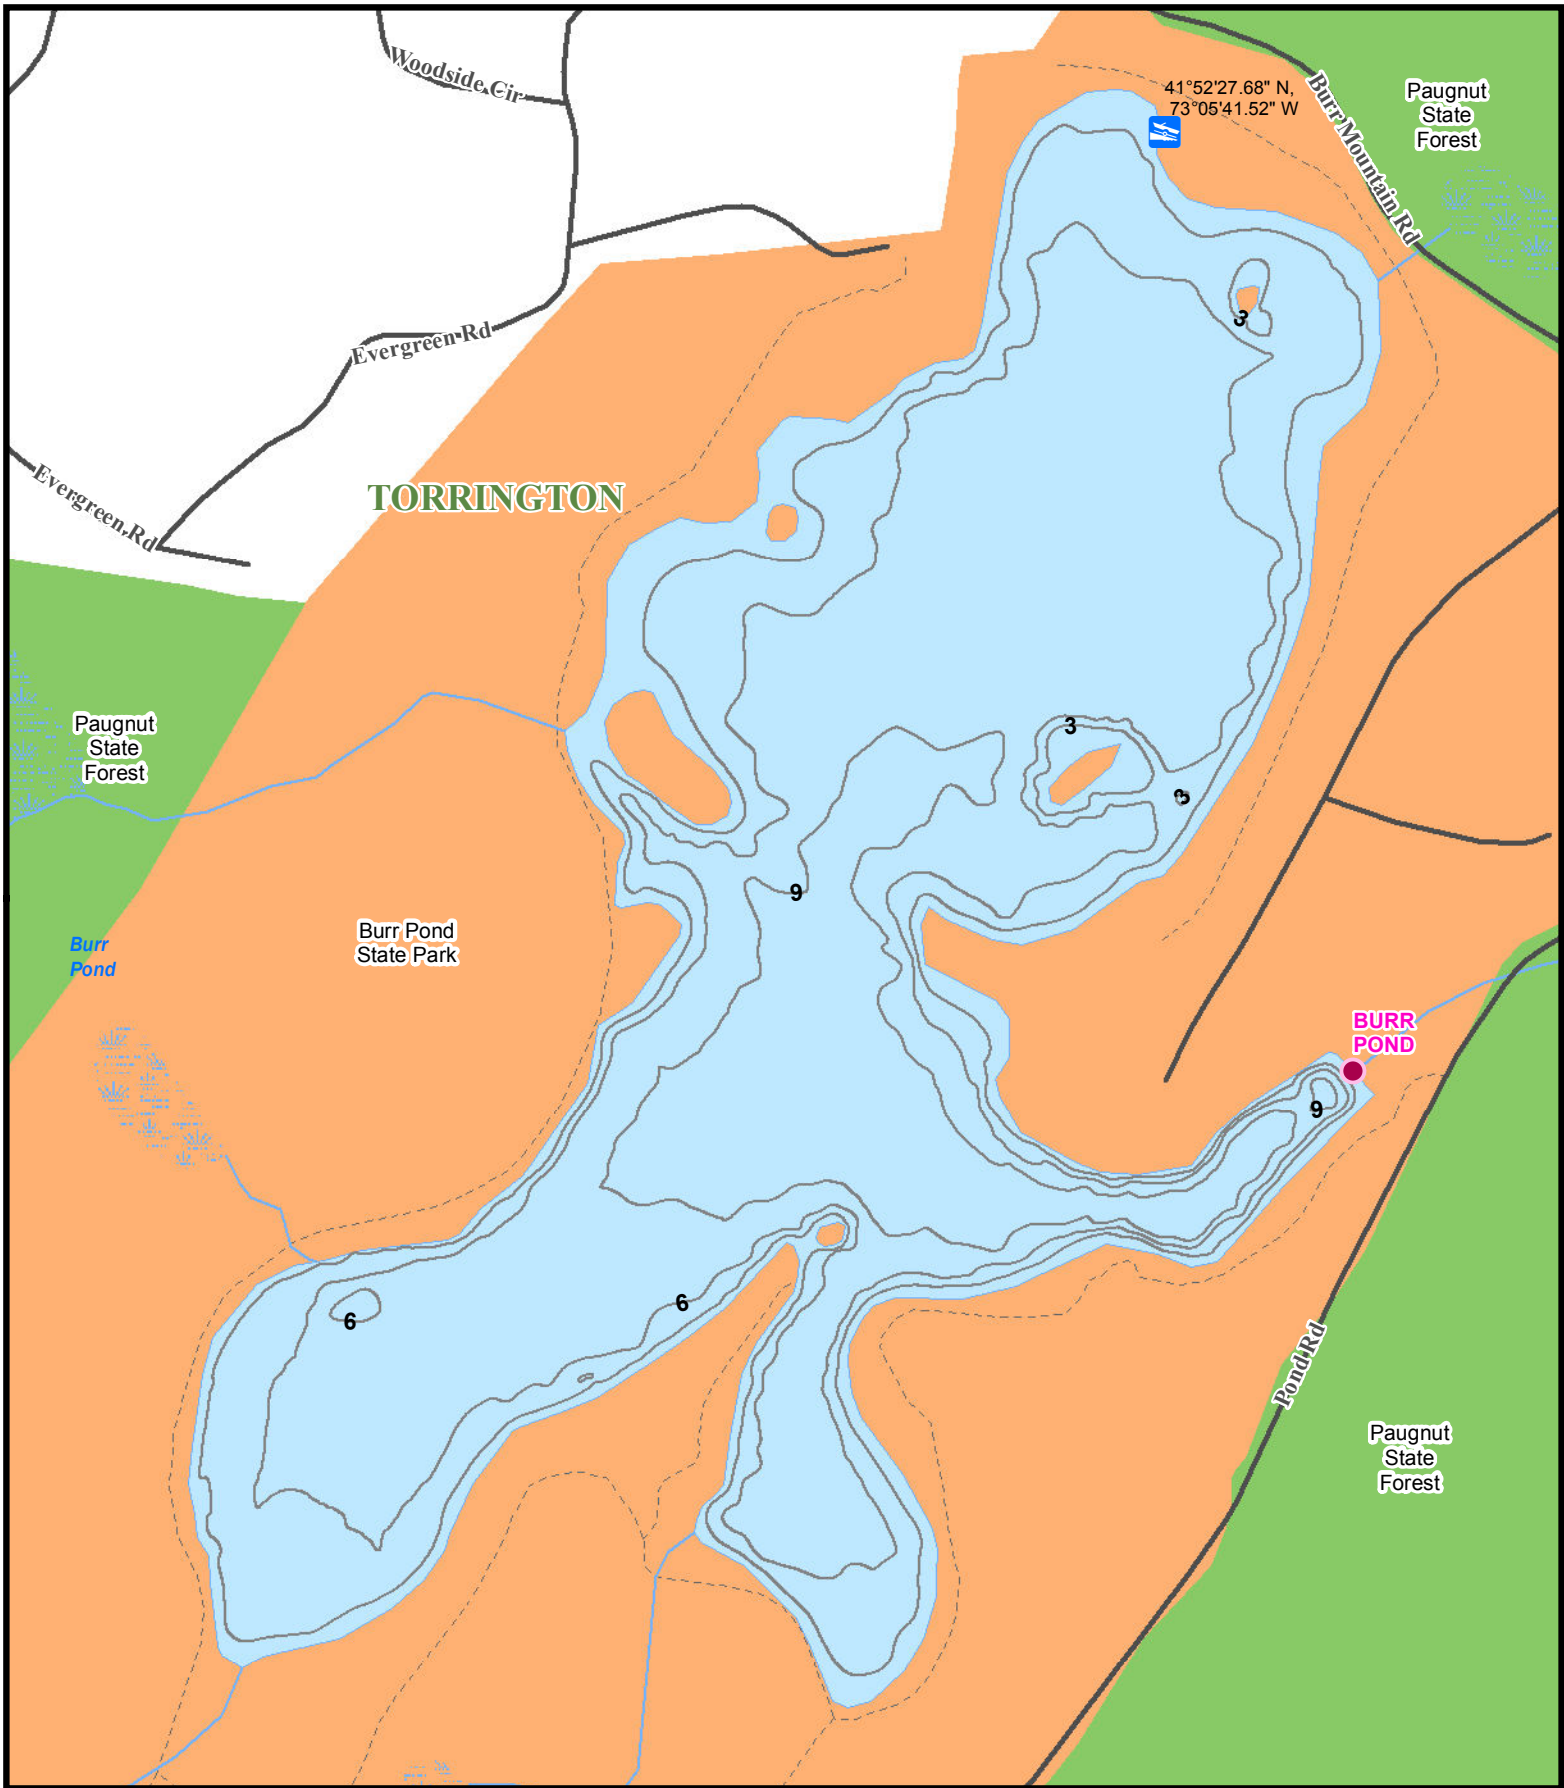 Woodside Cir
41°52'27.68" N,
73°05'41.52" W
Burr Mountain Rd
Paugnut
State
Forest
Evergreen Rd
3
Evergreen Rd
TORRINGTON
Paugnut
State
Forest
3
3
9
Burr Pond
State Park
Burr
Pond
BURR
POND
9
6
6
Pond Rd
Paugnut
State
Forest